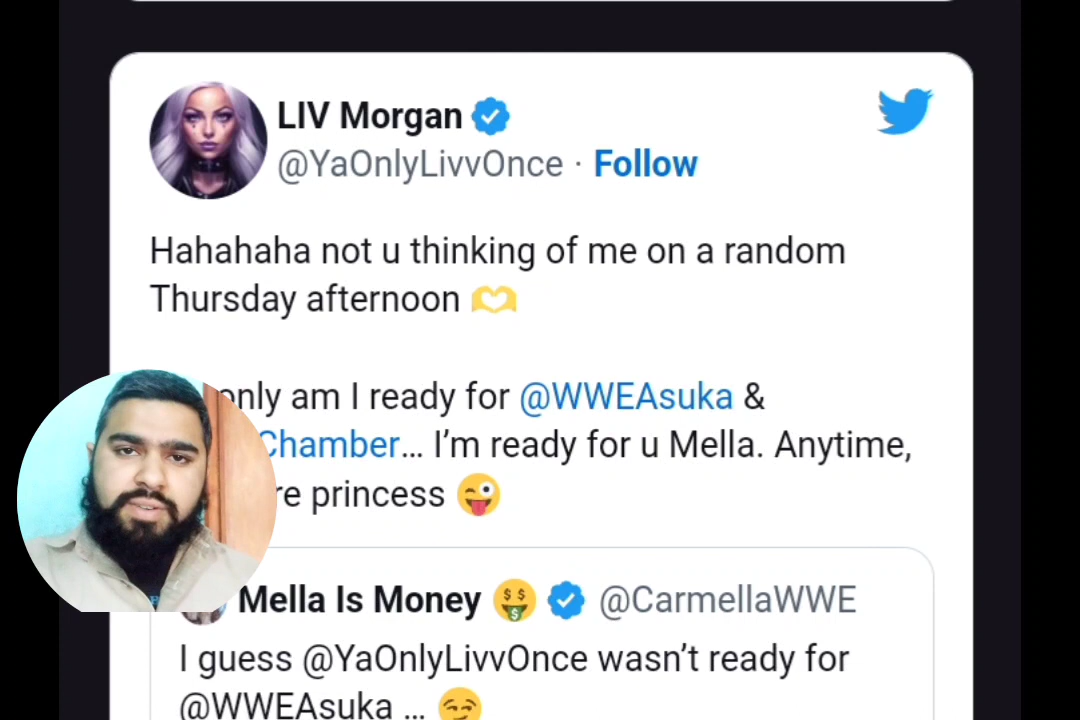 LIV Morgan
@YaOnlyLivvOnce · Follow
Hahahaha not u thinking of me on a random
Thursday afternoon 🫶
only am I ready for @WWEAsuka &
Chamber… I’m ready for u Mella. Anytime,
princess 😜
Mella Is Money 🤑 @CarmellaWWE
I guess @YaOnlyLivvOnce wasn’t ready for
@WWEAsuka … 😏